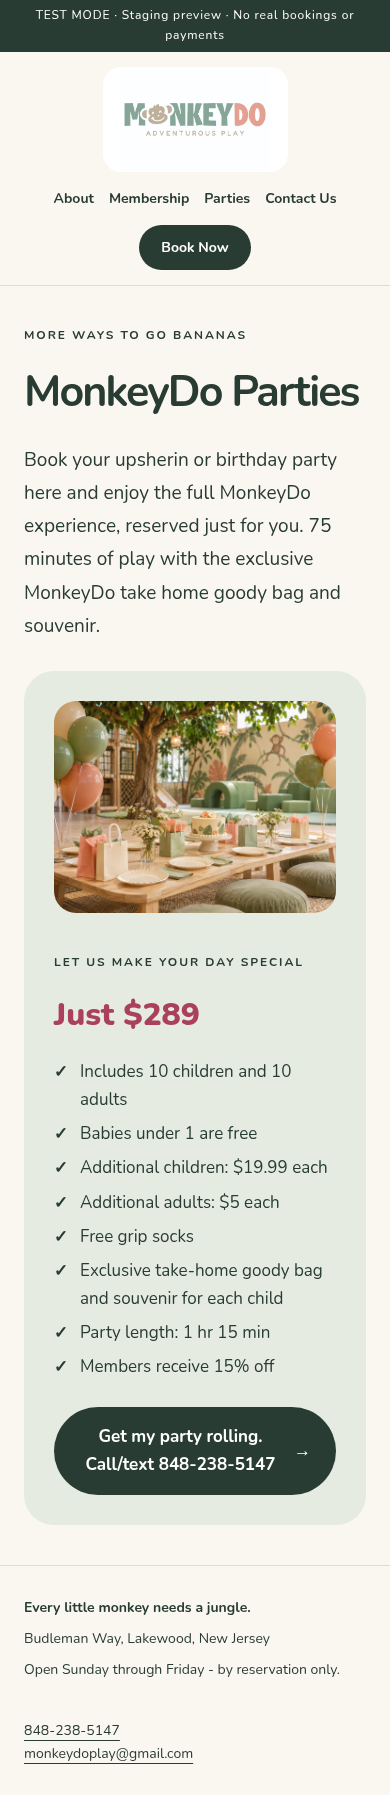 TEST MODE · Staging preview · No real bookings or
payments
MONKEYDO
ADVENTUROUS PLAY
About Membership Parties Contact Us
Book Now
MORE WAYS TO GO BANANAS
MonkeyDo Parties
Book your upsherin or birthday party
here and enjoy the full MonkeyDo
experience, reserved just for you. 75
minutes of play with the exclusive
MonkeyDo take home goody bag and
souvenir.
LET US MAKE YOUR DAY SPECIAL
Just $289
✓ Includes 10 children and 10
adults
✓ Babies under 1 are free
✓ Additional children: $19.99 each
✓ Additional adults: $5 each
✓ Free grip socks
✓ Exclusive take-home goody bag
and souvenir for each child
✓ Party length: 1 hr 15 min
✓ Members receive 15% off
Get my party rolling.
Call/text 848-238-5147 →
Every little monkey needs a jungle.
Budleman Way, Lakewood, New Jersey
Open Sunday through Friday - by reservation only.
848-238-5147
monkeydoplay@gmail.com